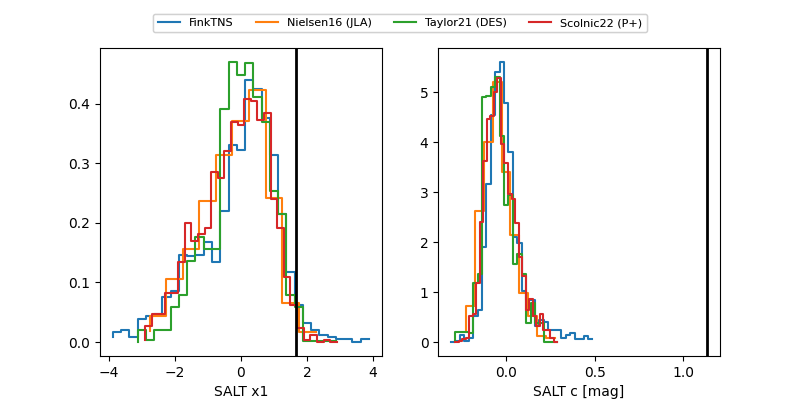 FinkTNS Nielsen16 (JLA) Taylor21 (DES) Scolnic22 (P+)
0.4
0.3
0.2
0.1
0.0
−4 −2 0 2 4
SALT x1
5
4
3
2
1
0
0.0 0.5 1.0
SALT c [mag]